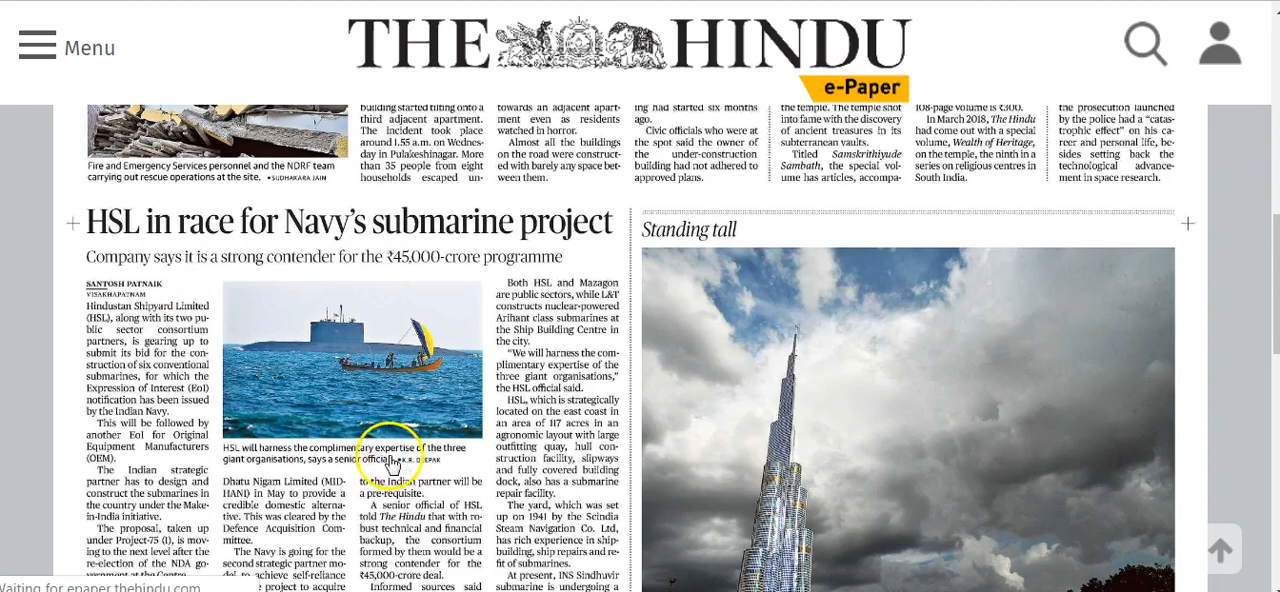 Menu
THE HINDU
e-Paper
Fire and Emergency Services personnel and the NDRF team
carrying out rescue operations at the site. •SUDHAKARA JAIN
building started tilting onto a
third adjacent apartment.
The incident took place
around 1.55 a.m. on Wednes-
day in Pulakeshinagar. More
than 35 people from eight
households escaped un-
towards an adjacent apart-
ment even as residents
watched in horror.
Almost all the buildings
on the road were construct-
ed with barely any space bet-
ween them.
ing had started six months
ago.
Civic officials who were at
the spot said the owner of
the under-construction
building had not adhered to
approved plans.
the temple. The temple shot
into fame with the discovery
of ancient treasures in its
subterranean vaults.
Titled Samskrithiyude
Sambath, the special vol-
ume has articles, accompa-
108-page volume is ₹300.
In March 2018, The Hindu
had come out with a special
volume, Wealth of Heritage,
on the temple, the ninth in a
series on religious centres in
South India.
the prosecution launched
by the police had a "catas-
trophic effect" on his ca-
reer and personal life, be-
sides setting back the
technological advance-
ment in space research.
HSL in race for Navy's submarine project
Company says it is a strong contender for the ₹45,000-crore programme
SANTOSH PATNAIK
VISAKHAPATNAM
Hindustan Shipyard Limited
(HSL), along with its two pu-
blic sector consortium
partners, is gearing up to
submit its bid for the con-
struction of six conventional
submarines, for which the
Expression of Interest (EoI)
notification has been issued
by the Indian Navy.
This will be followed by
another EoI for Original
Equipment Manufacturers
(OEM).
The Indian strategic
partner has to design and
construct the submarines in
the country under the Make-
in-India initiative.
The proposal, taken up
under Project-75 (I), is mov-
ing to the next level after the
re-election of the NDA go-
vernment at the Centre.
HSL will harness the complimentary expertise of the three
giant organisations, says a senior official. •K.R. DEEPAK
Dhatu Nigam Limited (MID-
HANI) in May to provide a
credible domestic alterna-
tive. This was cleared by the
Defence Acquisition Com-
mittee.
The Navy is going for the
second strategic partner mo-
del to achieve self-reliance
project to acquire
to the Indian partner will be
a pre-requisite.
A senior official of HSL
told The Hindu that with ro-
bust technical and financial
backup, the consortium
formed by them would be a
strong contender for the
₹45,000-crore deal.
Informed sources said
Both HSL and Mazagon
are public sectors, while L&T
constructs nuclear-powered
Arihant class submarines at
the Ship Building Centre in
the city.
"We will harness the com-
plimentary expertise of the
three giant organisations,"
the HSL official said.
HSL, which is strategically
located on the east coast in
an area of 117 acres in an
agronomic layout with large
outfitting quay, hull con-
struction facility, slipways
and fully covered building
dock, also has a submarine
repair facility.
The yard, which was set
up on 1941 by the Scindia
Steam Navigation Co. Ltd,
has rich experience in ship-
building, ship repairs and re-
fit of submarines.
At present, INS Sindhuvir
submarine is undergoing a
Standing tall
Waiting for epaper.thehindu.com